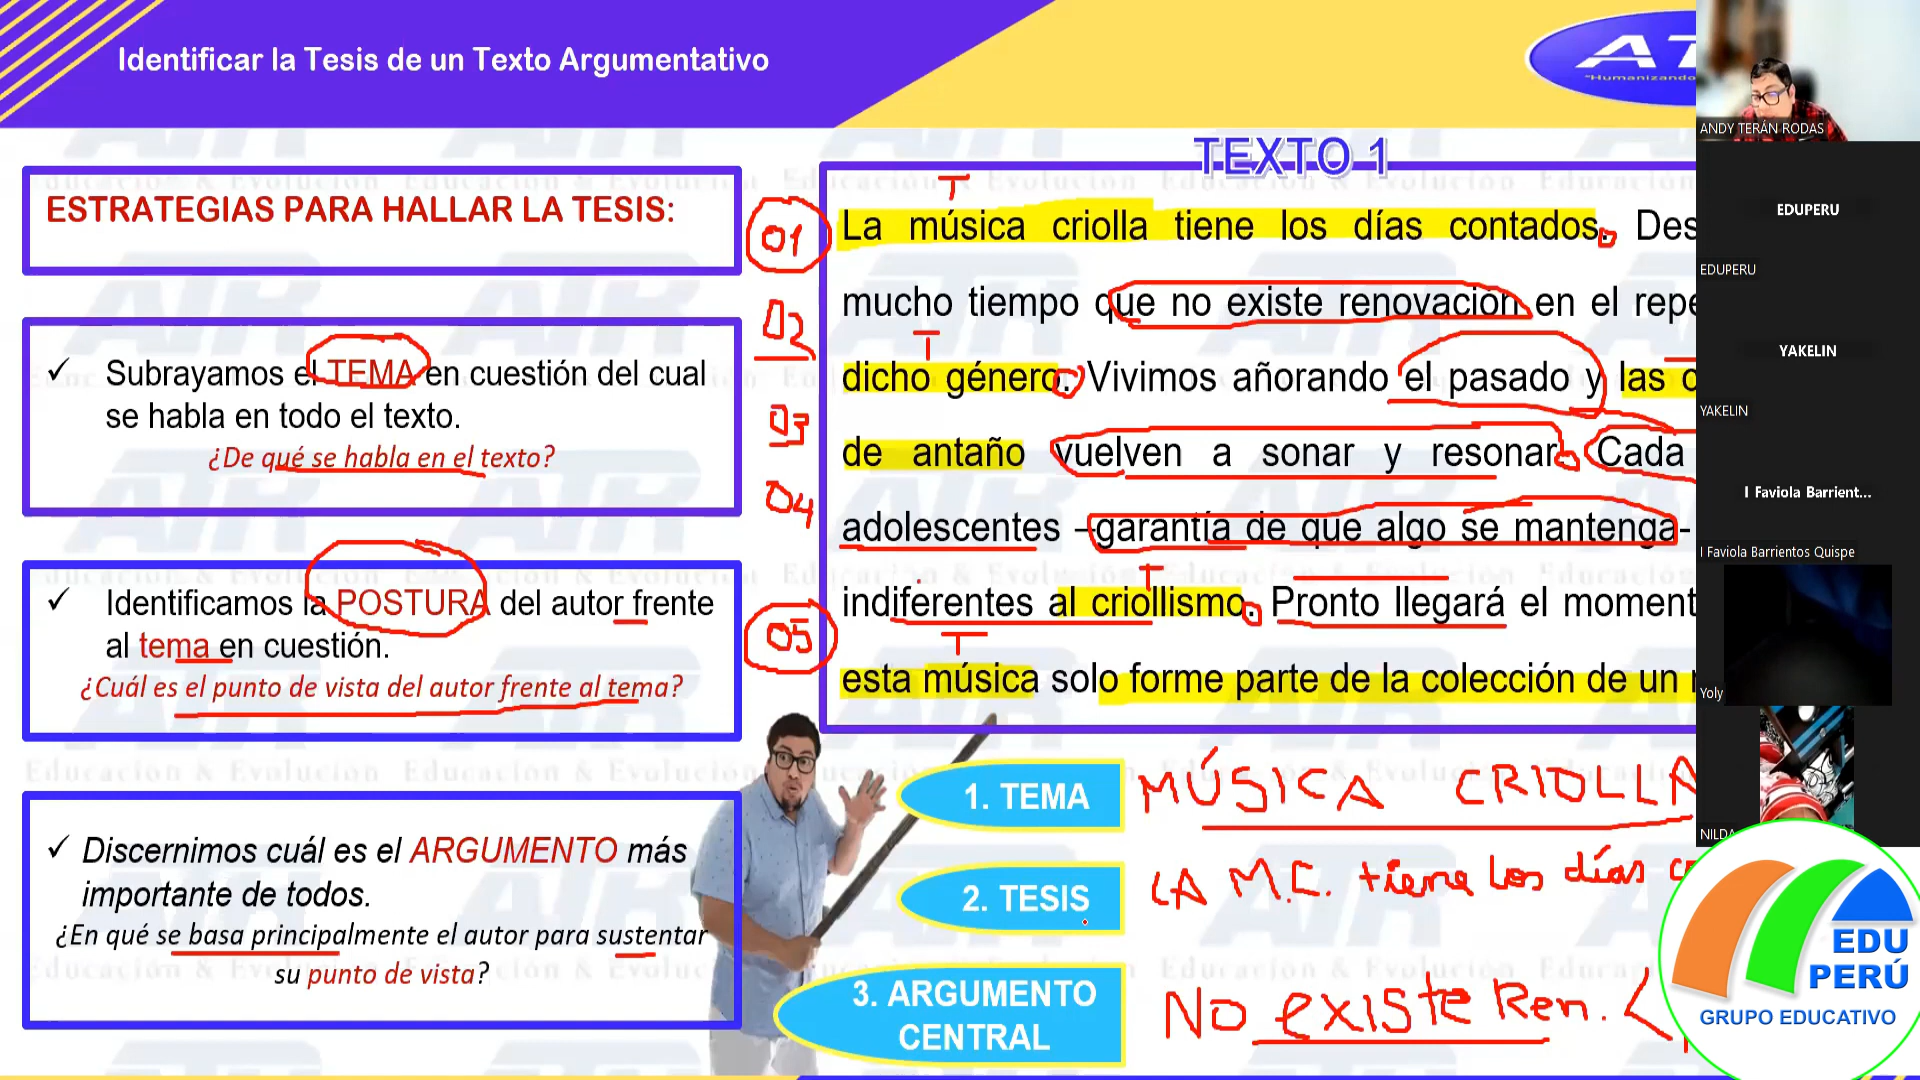 Identificar la Tesis de un Texto Argumentativo
"Humanizando
ESTRATEGIAS PARA HALLAR LA TESIS:
✓ Subrayamos el TEMA en cuestión del cual
se habla en todo el texto.
¿De qué se habla en el texto?
✓ Identificamos la POSTURA del autor frente
al tema en cuestión.
¿Cuál es el punto de vista del autor frente al tema?
✓ Discernimos cuál es el ARGUMENTO más
importante de todos.
¿En qué se basa principalmente el autor para sustentar
su punto de vista?
01
02
03
04
05
TEXTO 1
T
La música criolla tiene los días contados. Des
mucho tiempo que no existe renovación en el repe
T
dicho género. Vivimos añorando el pasado y las c
de antaño vuelven a sonar y resonar. Cada
adolescentes –garantía de que algo se mantenga-
T
indiferentes al criollismo. Pronto llegará el moment
T
esta música solo forme parte de la colección de un
1. TEMA
MÚSICA CRIOLLA
2. TESIS
LA M.C. tiene los días c
3. ARGUMENTO
CENTRAL
No existe Ren. <
ANDY TERÁN RODAS
EDUPERU
EDUPERU
YAKELIN
YAKELIN
I Faviola Barrient...
I Faviola Barrientos Quispe
Yoly
NILDA
EDU
PERÚ
GRUPO EDUCATIVO